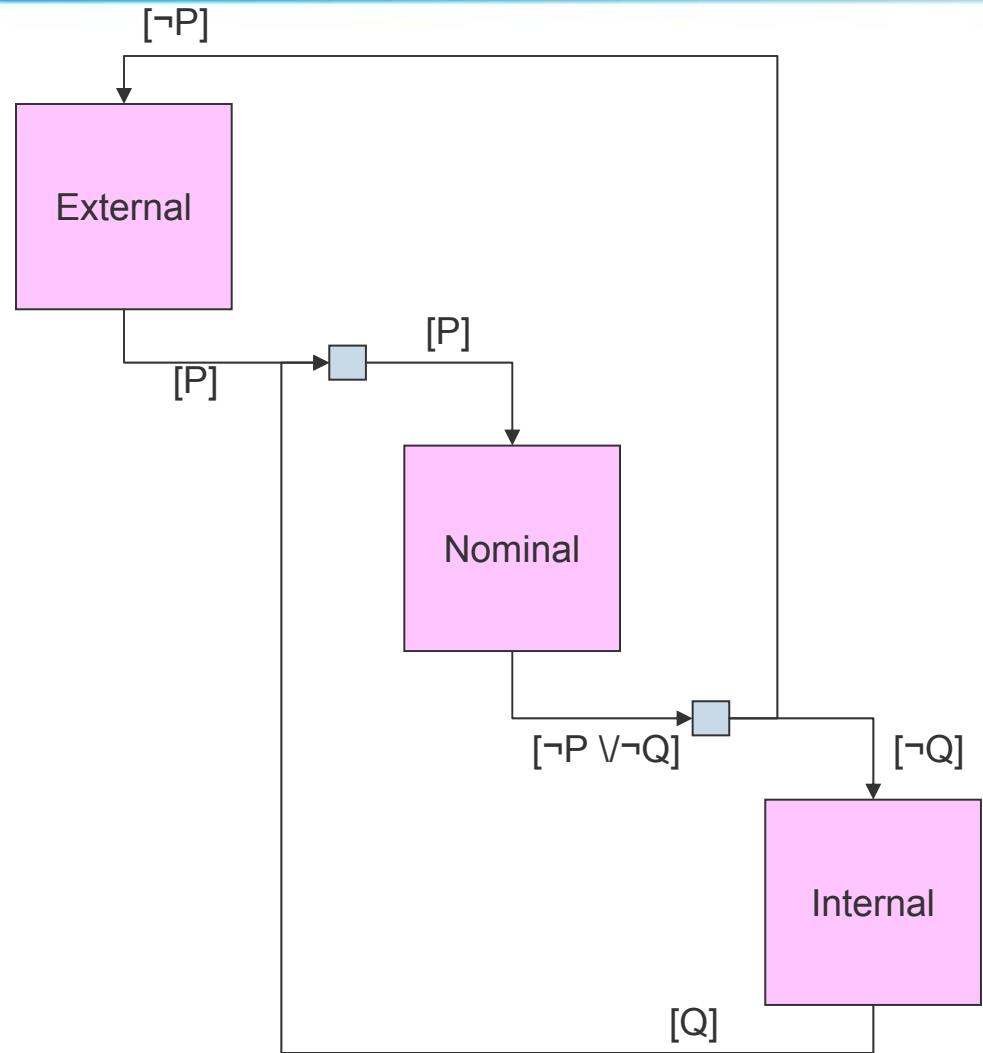 [¬P]
External
[P]
[P]
Nominal
[¬P \/¬Q]
[¬Q]
Internal
[Q]